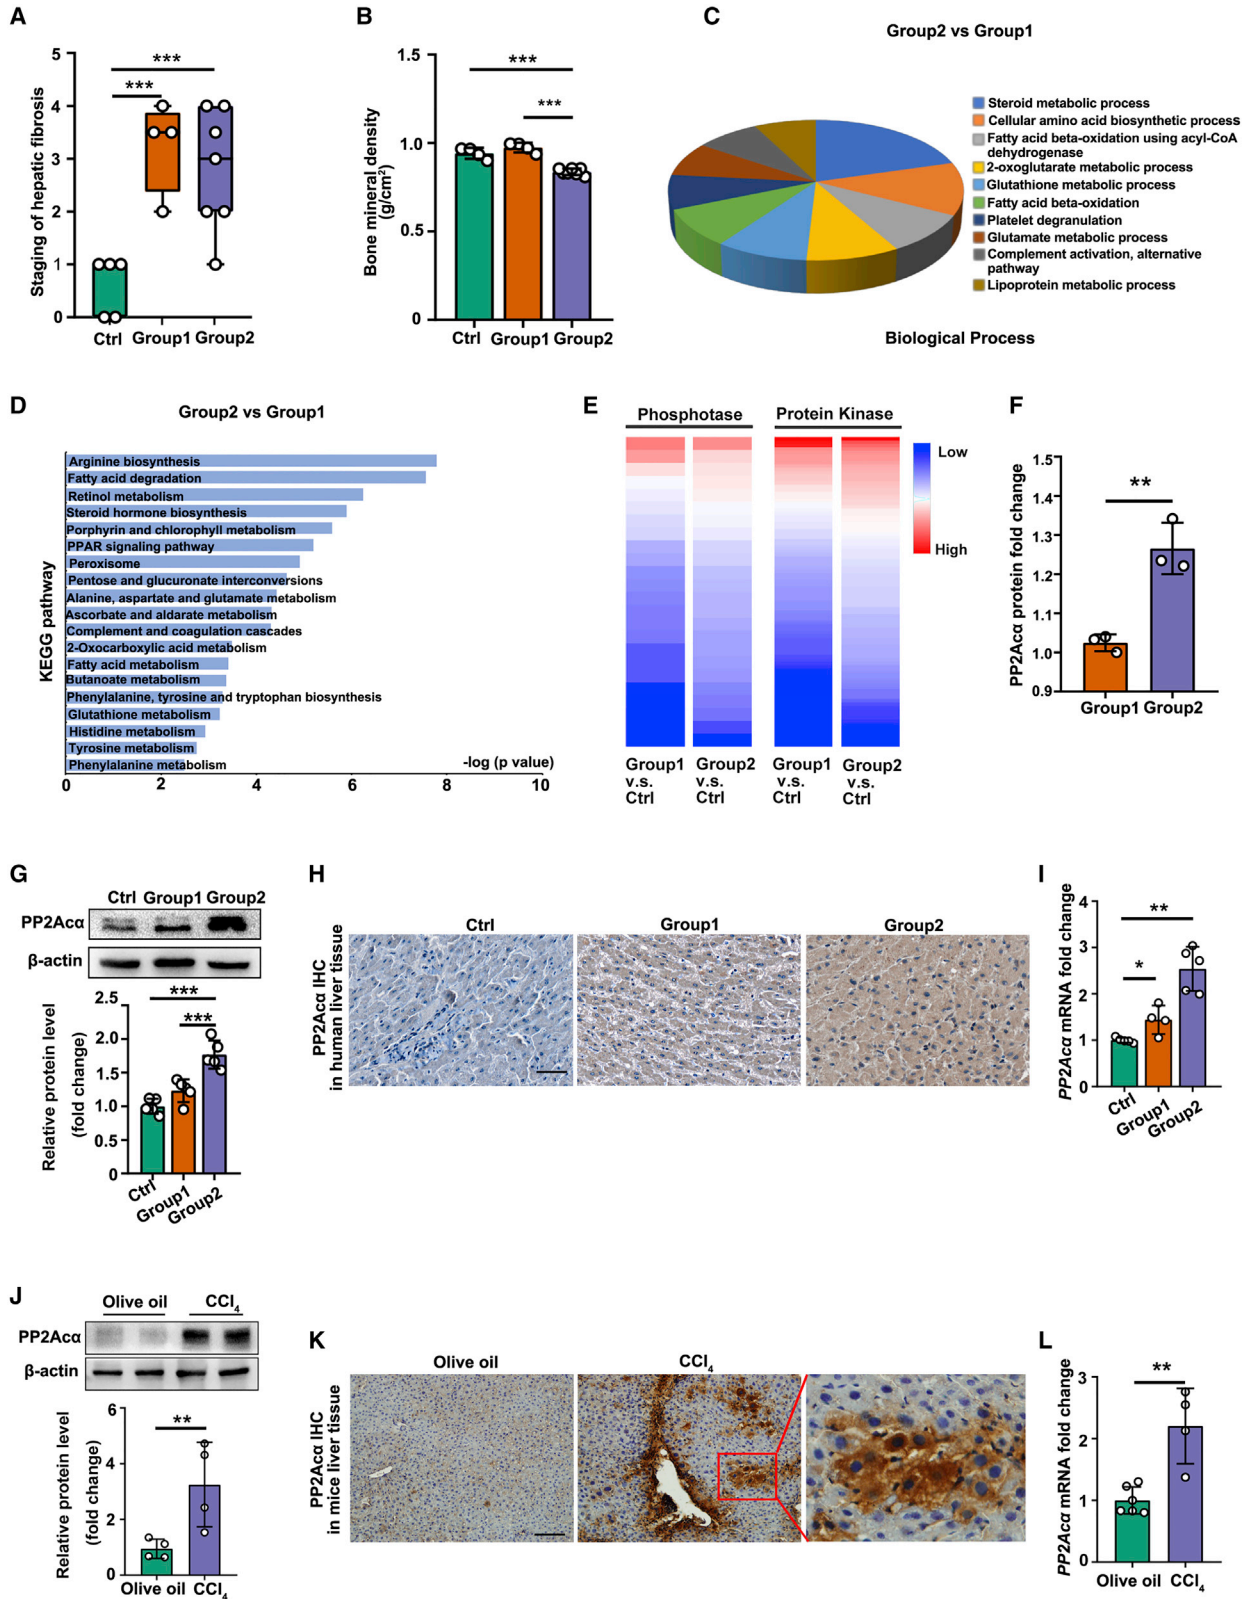 A
Staging of hepatic fibrosis
5
4
3
2
1
0
***
***
Ctrl Group1 Group2
B
Bone mineral density
(g/cm²)
1.5
1.0
0.5
0
***
***
Ctrl Group1 Group2
C
Group2 vs Group1
Steroid metabolic process
Cellular amino acid biosynthetic process
Fatty acid beta-oxidation using acyl-CoA
dehydrogenase
2-oxoglutarate metabolic process
Glutathione metabolic process
Fatty acid beta-oxidation
Platelet degranulation
Glutamate metabolic process
Complement activation, alternative
pathway
Lipoprotein metabolic process
Biological Process
D
Group2 vs Group1
KEGG pathway
Arginine biosynthesis
Fatty acid degradation
Retinol metabolism
Steroid hormone biosynthesis
Porphyrin and chlorophyll metabolism
PPAR signaling pathway
Peroxisome
Pentose and glucuronate interconversions
Alanine, aspartate and glutamate metabolism
Ascorbate and aldarate metabolism
Complement and coagulation cascades
2-Oxocarboxylic acid metabolism
Fatty acid metabolism
Butanoate metabolism
Phenylalanine, tyrosine and tryptophan biosynthesis
Glutathione metabolism
Histidine metabolism
Tyrosine metabolism
Phenylalanine metabolism
-log (p value)
0 2 4 6 8 10
E
Phosphotase Protein Kinase
Low
High
Group1 Group2 Group1 Group2
v.s. v.s. v.s. v.s.
Ctrl Ctrl Ctrl Ctrl
F
PP2Acα protein fold change
1.5
1.4
1.3
1.2
1.1
1.0
0.9
**
Group1 Group2
G
Ctrl Group1 Group2
PP2Acα
β-actin
Relative protein level
(fold change)
2.5
2.0
1.5
1.0
0.5
0
***
***
Ctrl
Group1
Group2
H
PP2Acα IHC
in human liver tissue
Ctrl Group1 Group2
I
PP2Acα mRNA fold change
4
3
2
1
0
**
*
Ctrl
Group1
Group2
J
Olive oil CCl₄
PP2Acα
β-actin
Relative protein level
(fold change)
6
4
2
0
**
Olive oil CCl₄
K
PP2Acα IHC
in mice liver tissue
Olive oil CCl₄
L
PP2Acα mRNA fold change
3
2
1
0
**
Olive oil CCl₄